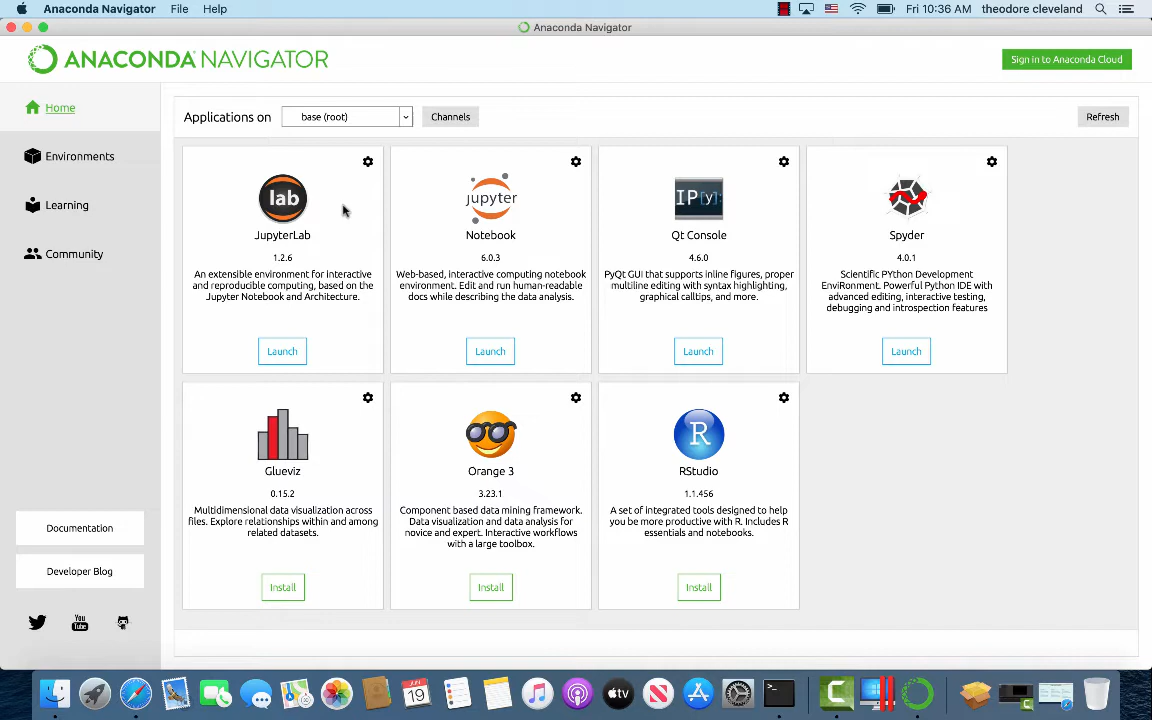 Anaconda Navigator File Help Fri 10:36 AM theodore cleveland
Anaconda Navigator
ANACONDA NAVIGATOR
Sign in to Anaconda Cloud
Home
Environments
Learning
Community
Documentation
Developer Blog
You
Tube
Applications on base (root) Channels Refresh
lab
JupyterLab
1.2.6
An extensible environment for interactive
and reproducible computing, based on the
Jupyter Notebook and Architecture.
Launch
jupyter
Notebook
6.0.3
Web-based, interactive computing notebook
environment. Edit and run human-readable
docs while describing the data analysis.
Launch
IP[y]:
Qt Console
4.6.0
PyQt GUI that supports inline figures, proper
multiline editing with syntax highlighting,
graphical calltips, and more.
Launch
Spyder
4.0.1
Scientific PYthon Development
EnviRonment. Powerful Python IDE with
advanced editing, interactive testing,
debugging and introspection features
Launch
Glueviz
0.15.2
Multidimensional data visualization across
files. Explore relationships within and among
related datasets.
Install
Orange 3
3.23.1
Component based data mining framework.
Data visualization and data analysis for
novice and expert. Interactive workflows
with a large toolbox.
Install
R
RStudio
1.1.456
A set of integrated tools designed to help
you be more productive with R. Includes R
essentials and notebooks.
Install
JUN
19
tv